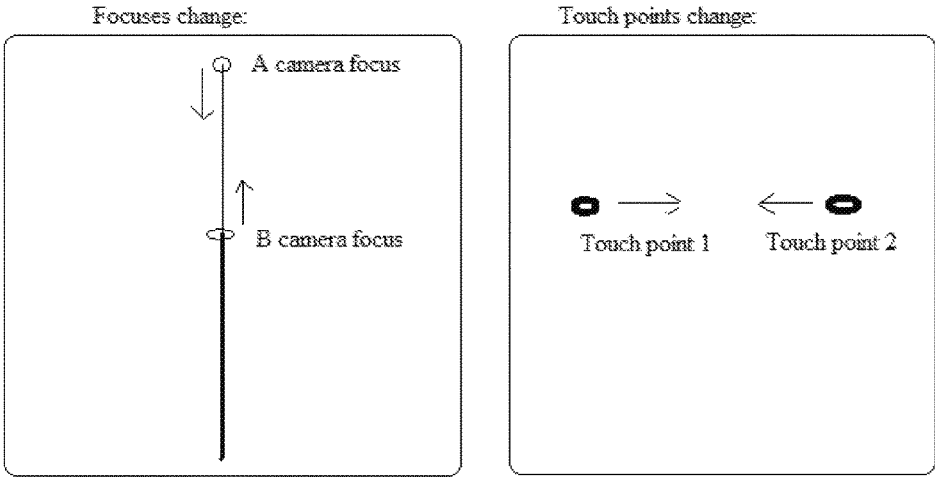 Focuses change:
Touch points change:
A camera focus
B camera focus
Touch point 1
Touch point 2